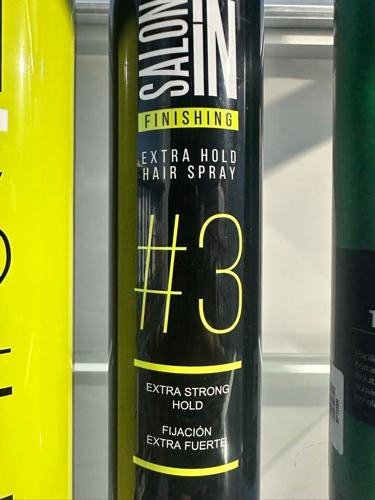 SALON
iN
FINISHING
EXTRA HOLD
HAIR SPRAY
#3
EXTRA STRONG
HOLD
FIJACIÓN
EXTRA FUERTE